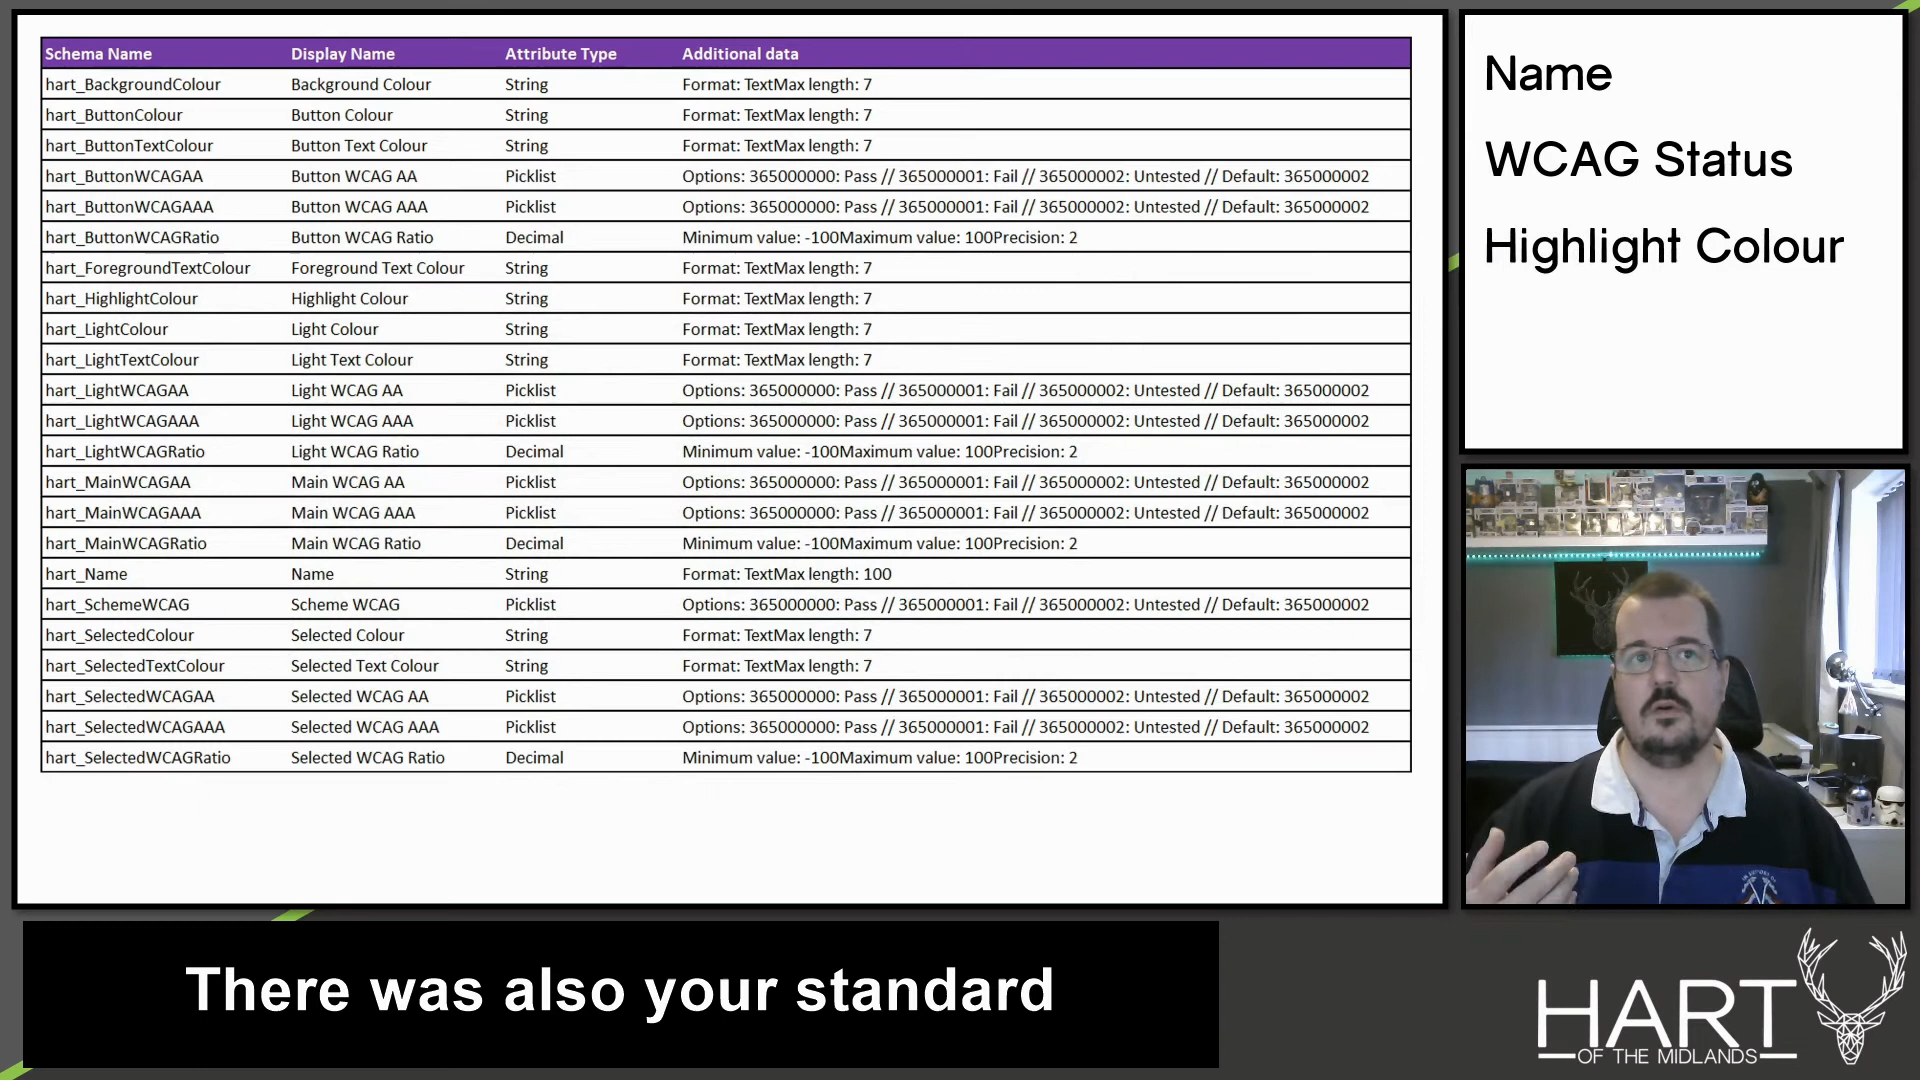 Schema Name Display Name Attribute Type Additional data
hart_BackgroundColour Background Colour String Format: TextMax length: 7
hart_ButtonColour Button Colour String Format: TextMax length: 7
hart_ButtonTextColour Button Text Colour String Format: TextMax length: 7
hart_ButtonWCAGAA Button WCAG AA Picklist Options: 365000000: Pass // 365000001: Fail // 365000002: Untested // Default: 365000002
hart_ButtonWCAGAAA Button WCAG AAA Picklist Options: 365000000: Pass // 365000001: Fail // 365000002: Untested // Default: 365000002
hart_ButtonWCAGRatio Button WCAG Ratio Decimal Minimum value: -100Maximum value: 100Precision: 2
hart_ForegroundTextColour Foreground Text Colour String Format: TextMax length: 7
hart_HighlightColour Highlight Colour String Format: TextMax length: 7
hart_LightColour Light Colour String Format: TextMax length: 7
hart_LightTextColour Light Text Colour String Format: TextMax length: 7
hart_LightWCAGAA Light WCAG AA Picklist Options: 365000000: Pass // 365000001: Fail // 365000002: Untested // Default: 365000002
hart_LightWCAGAAA Light WCAG AAA Picklist Options: 365000000: Pass // 365000001: Fail // 365000002: Untested // Default: 365000002
hart_LightWCAGRatio Light WCAG Ratio Decimal Minimum value: -100Maximum value: 100Precision: 2
hart_MainWCAGAA Main WCAG AA Picklist Options: 365000000: Pass // 365000001: Fail // 365000002: Untested // Default: 365000002
hart_MainWCAGAAA Main WCAG AAA Picklist Options: 365000000: Pass // 365000001: Fail // 365000002: Untested // Default: 365000002
hart_MainWCAGRatio Main WCAG Ratio Decimal Minimum value: -100Maximum value: 100Precision: 2
hart_Name Name String Format: TextMax length: 100
hart_SchemeWCAG Scheme WCAG Picklist Options: 365000000: Pass // 365000001: Fail // 365000002: Untested // Default: 365000002
hart_SelectedColour Selected Colour String Format: TextMax length: 7
hart_SelectedTextColour Selected Text Colour String Format: TextMax length: 7
hart_SelectedWCAGAA Selected WCAG AA Picklist Options: 365000000: Pass // 365000001: Fail // 365000002: Untested // Default: 365000002
hart_SelectedWCAGAAA Selected WCAG AAA Picklist Options: 365000000: Pass // 365000001: Fail // 365000002: Untested // Default: 365000002
hart_SelectedWCAGRatio Selected WCAG Ratio Decimal Minimum value: -100Maximum value: 100Precision: 2
Name
WCAG Status
Highlight Colour
There was also your standard
HART
OF THE MIDLANDS